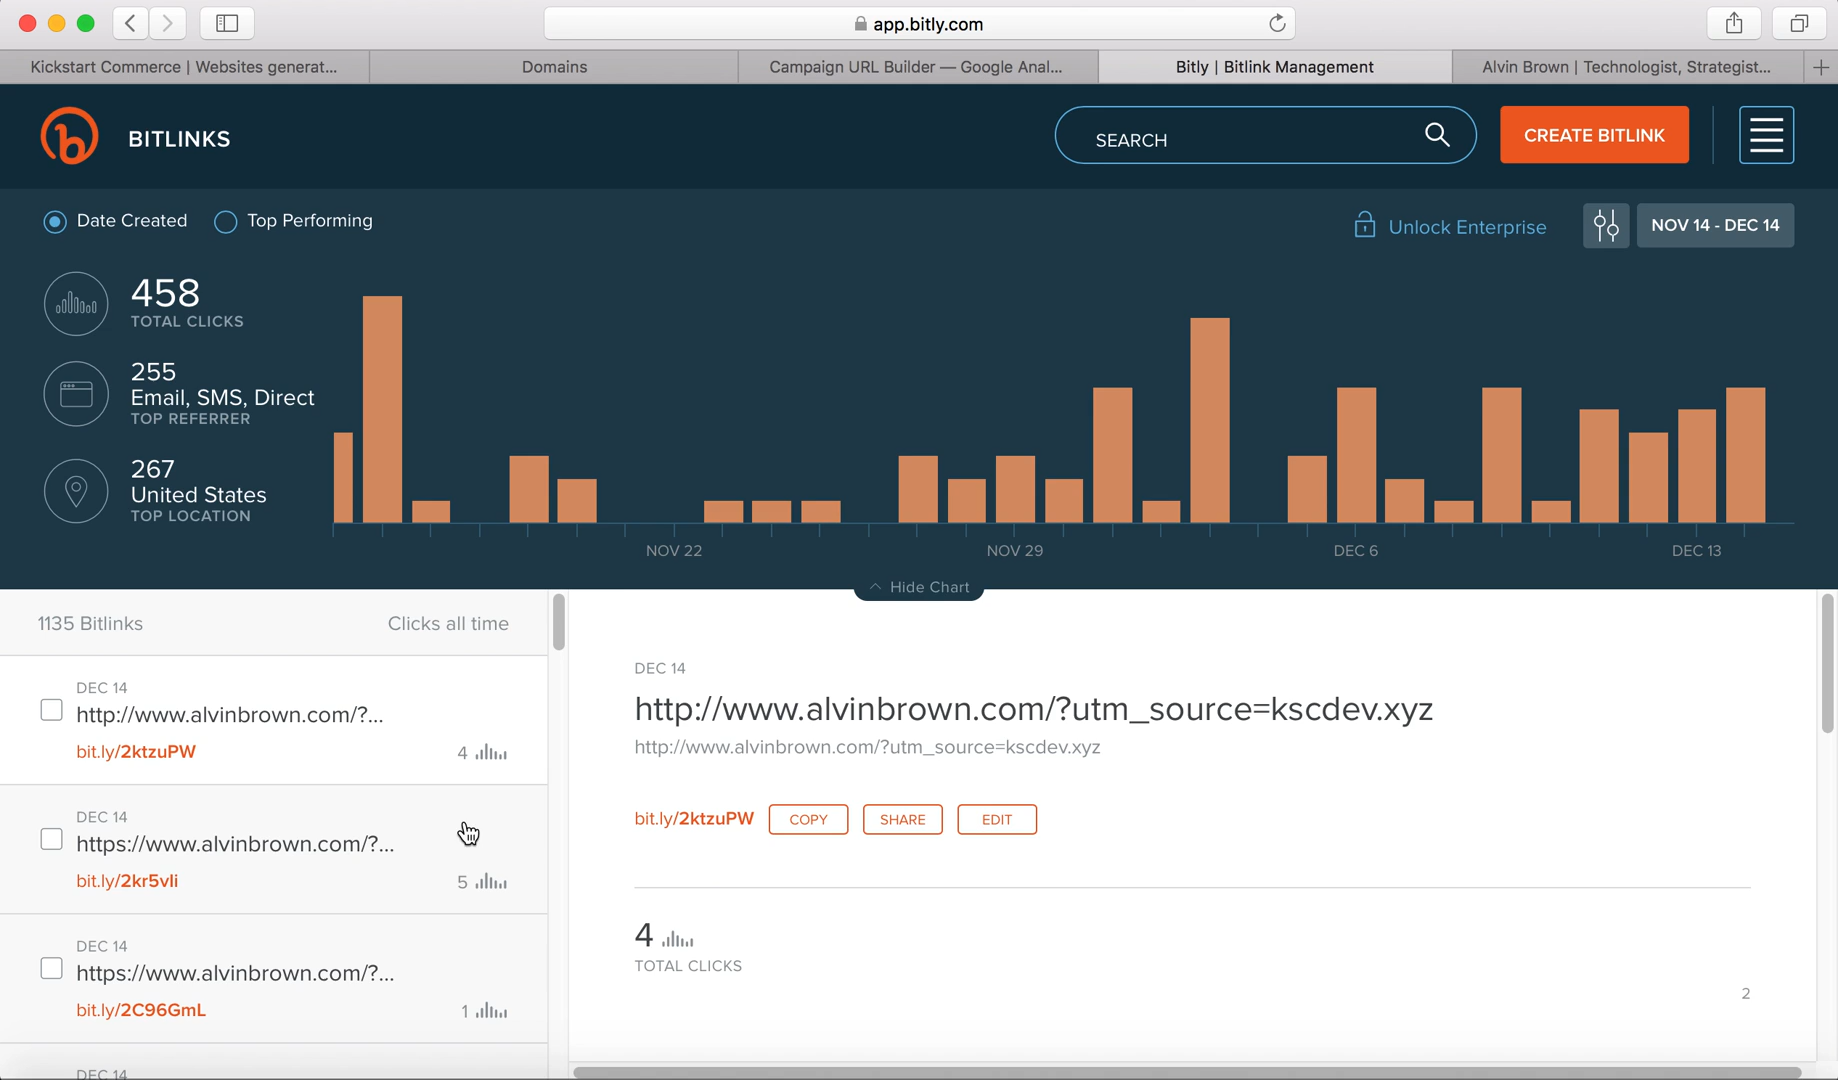 app.bitly.com
Kickstart Commerce | Websites generat...
Domains
Campaign URL Builder — Google Anal...
Bitly | Bitlink Management
Alvin Brown | Technologist, Strategist...
BITLINKS
SEARCH
CREATE BITLINK
Date Created
Top Performing
Unlock Enterprise
NOV 14 - DEC 14
458
TOTAL CLICKS
255
Email, SMS, Direct
TOP REFERRER
267
United States
TOP LOCATION
NOV 22
NOV 29
DEC 6
DEC 13
Hide Chart
1135 Bitlinks
Clicks all time
DEC 14
http://www.alvinbrown.com/?...
bit.ly/2ktzuPW
4
DEC 14
https://www.alvinbrown.com/?...
bit.ly/2kr5vIi
5
DEC 14
https://www.alvinbrown.com/?...
bit.ly/2C96GmL
1
DEC 14
DEC 14
http://www.alvinbrown.com/?utm_source=kscdev.xyz
http://www.alvinbrown.com/?utm_source=kscdev.xyz
bit.ly/2ktzuPW
COPY
SHARE
EDIT
4
TOTAL CLICKS
2